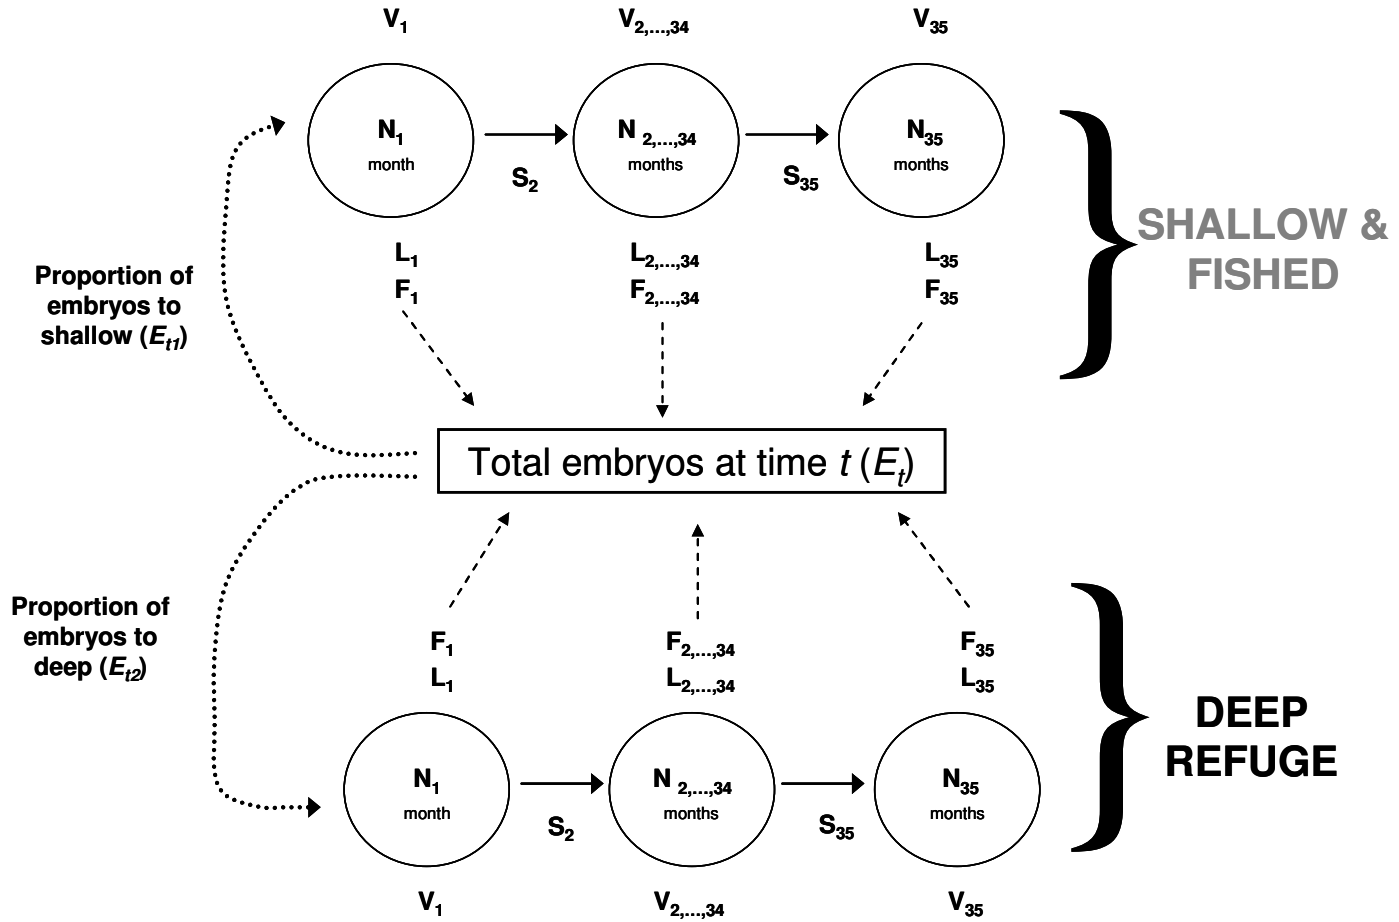 V1
V2,...,34
V35
N1
month
N 2,...,34
months
N35
months
S2
S35
SHALLOW &
FISHED
L1
F1
L2,...,34
F2,...,34
L35
F35
Proportion of
embryos to
shallow (Et1)
Total embryos at time t (Et)
Proportion of
embryos to
deep (Et2)
F1
L1
F2,...,34
L2,...,34
F35
L35
N1
month
N 2,...,34
months
N35
months
S2
S35
DEEP
REFUGE
V1
V2,...,34
V35